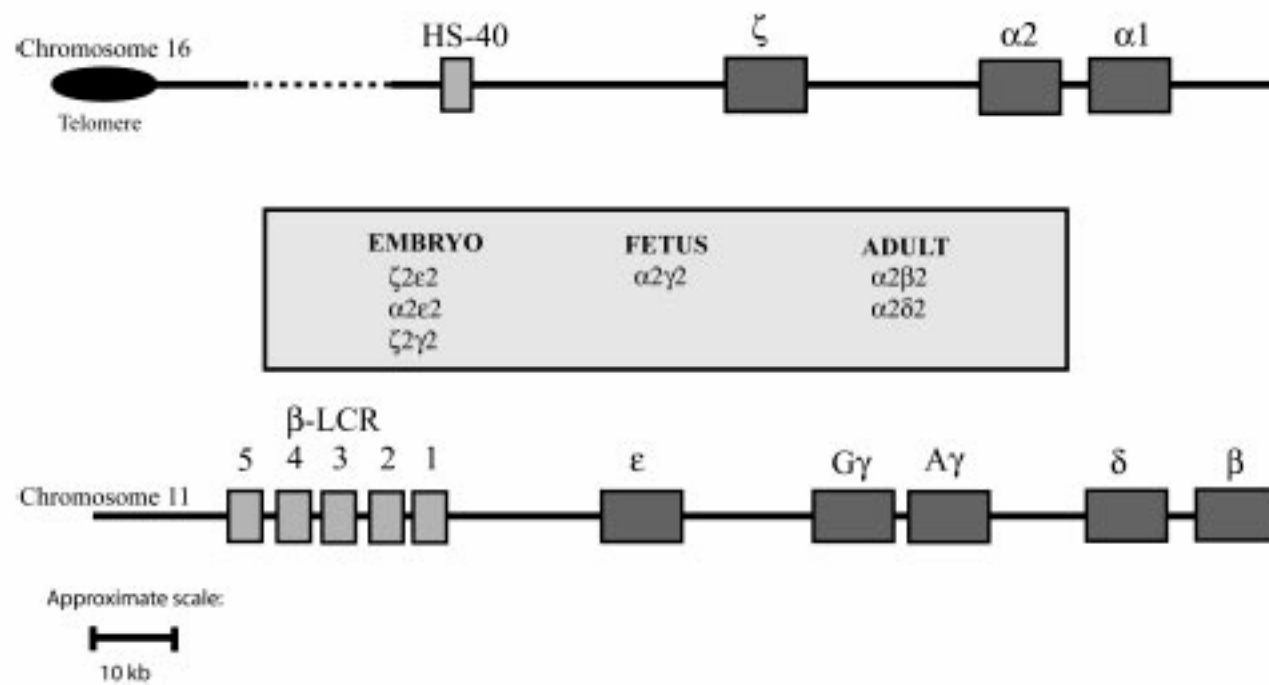 HS-40 ζ α2 α1
Chromosome 16
Telomere
EMBRYO FETUS ADULT
ζ2ε2 α2γ2 α2β2
α2ε2 α2δ2
ζ2γ2
β-LCR
5 4 3 2 1 ε Gγ Aγ δ β
Chromosome 11
Approximate scale:
10 kb